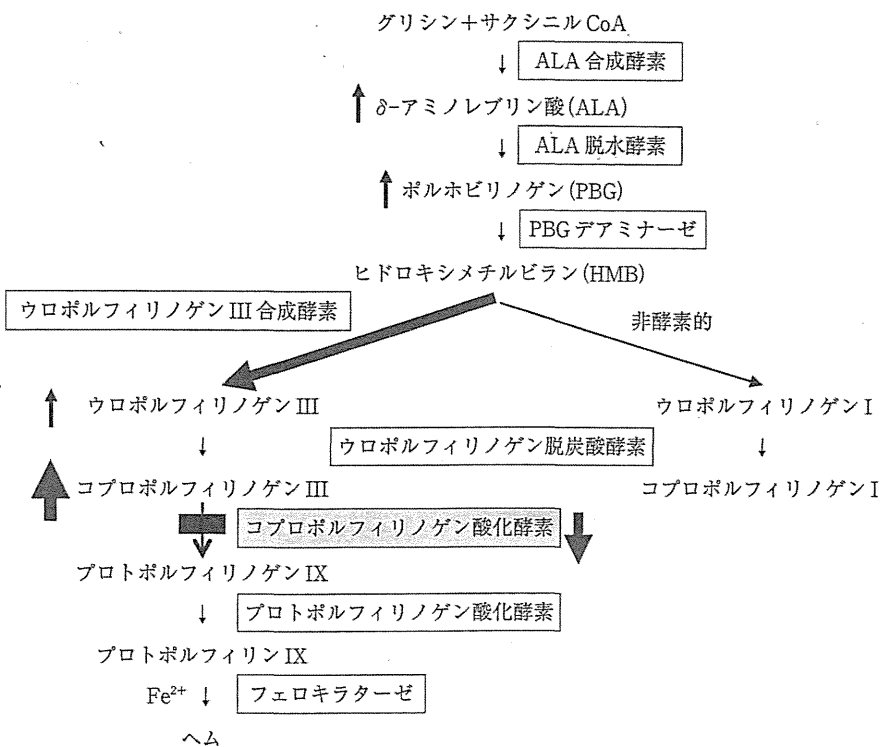 グリシン+サクシニルCoA
ALA合成酵素
δ-アミノレブリン酸(ALA)
ALA脱水酵素
ポルホビリノゲン(PBG)
PBGデアミナーゼ
ヒドロキシメチルビラン(HMB)
ウロポルフィリノゲンIII合成酵素
非酵素的
ウロポルフィリノゲンIII
ウロポルフィリノゲンI
ウロポルフィリノゲン脱炭酸酵素
コプロポルフィリノゲンIII
コプロポルフィリノゲンI
コプロポルフィリノゲン酸化酵素
プロトポルフィリノゲンIX
プロトポルフィリノゲン酸化酵素
プロトポルフィリンIX
Fe²⁺
フェロキラターゼ
ヘム